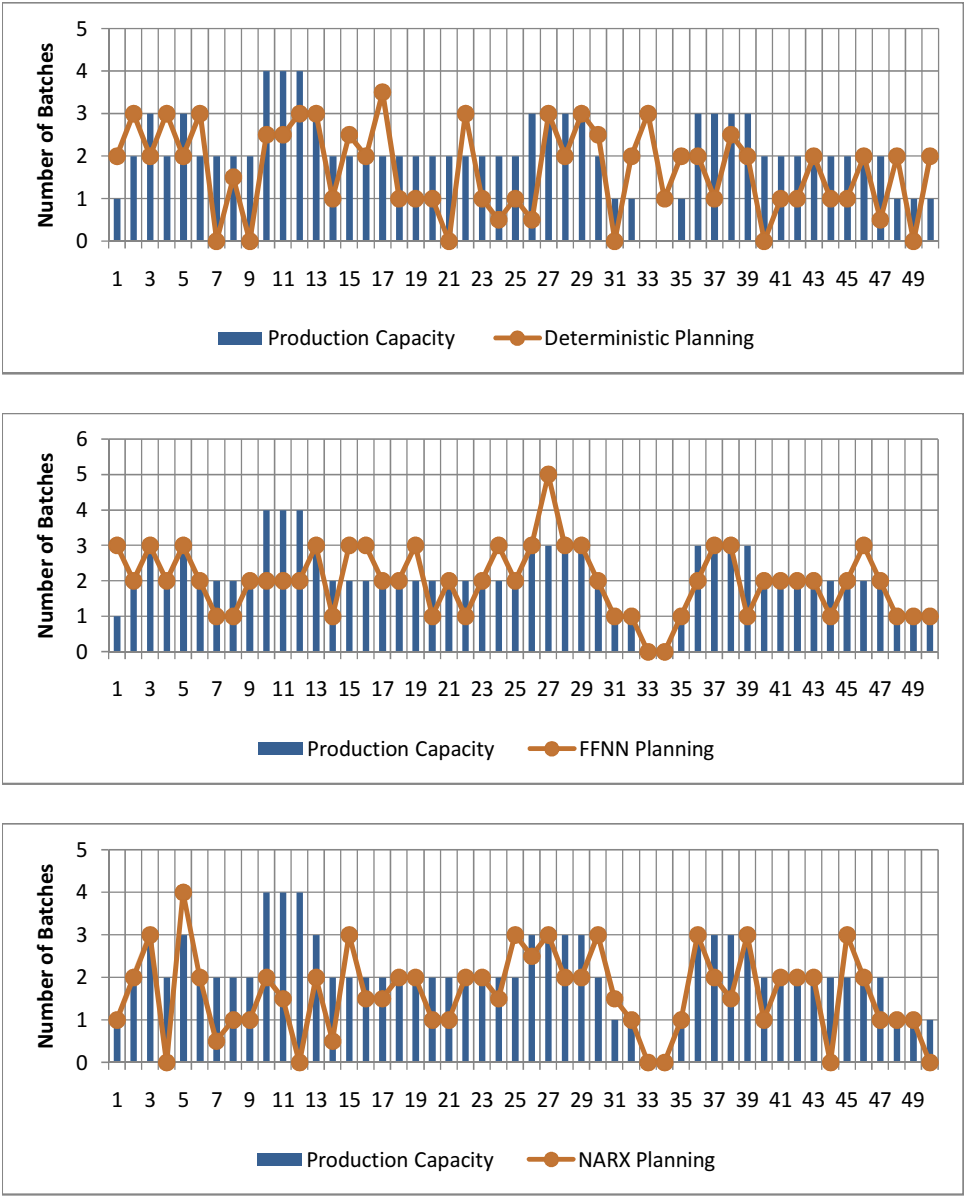 5
4
3
2
1
0
Number of Batches
1 3 5 7 9 11 13 15 17 19 21 23 25 27 29 31 33 35 37 39 41 43 45 47 49
Production Capacity Deterministic Planning
6
5
4
3
2
1
0
Number of Batches
1 3 5 7 9 11 13 15 17 19 21 23 25 27 29 31 33 35 37 39 41 43 45 47 49
Production Capacity FFNN Planning
5
4
3
2
1
0
Number of Batches
1 3 5 7 9 11 13 15 17 19 21 23 25 27 29 31 33 35 37 39 41 43 45 47 49
Production Capacity NARX Planning